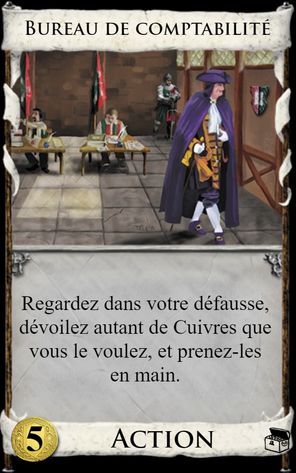 Bureau de comptabilité
Regardez dans votre défausse,
dévoilez autant de Cuivres que
vous le voulez, et prenez-les
en main.
5
Action